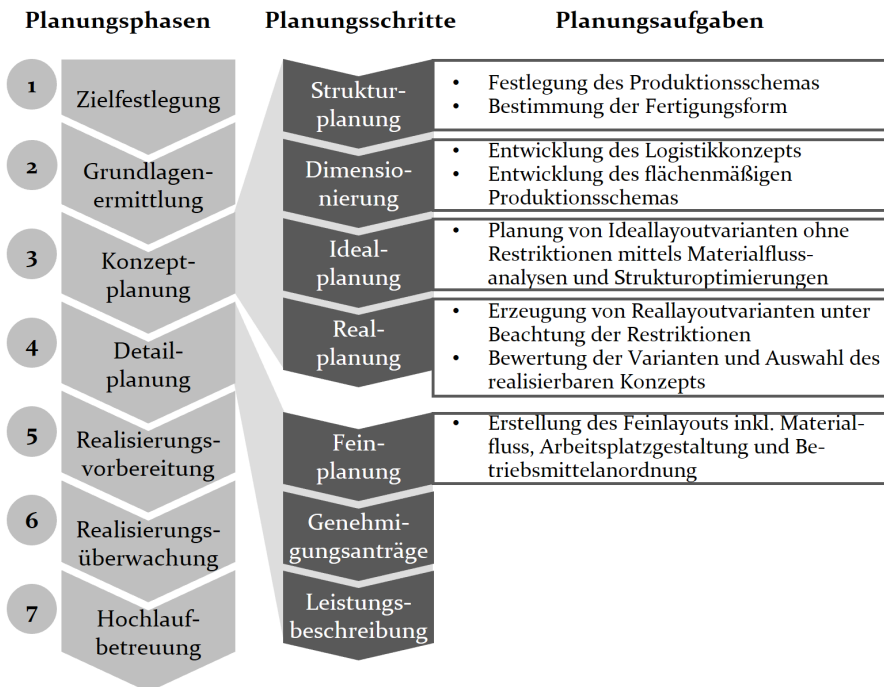 Planungsphasen
Planungsschritte
Planungsaufgaben
1
Zielfestlegung
2
Grundlagen-
ermittlung
3
Konzept-
planung
4
Detail-
planung
5
Realisierungs-
vorbereitung
6
Realisierungs-
überwachung
7
Hochlauf-
betreuung
Struktur-
planung
• Festlegung des Produktionsschemas
• Bestimmung der Fertigungsform
Dimensio-
nierung
• Entwicklung des Logistikkonzepts
• Entwicklung des flächenmäßigen
Produktionsschemas
Ideal-
planung
• Planung von Ideallayoutvarianten ohne
Restriktionen mittels Materialfluss-
analysen und Strukturoptimierungen
Real-
planung
• Erzeugung von Reallayoutvarianten unter
Beachtung der Restriktionen
• Bewertung der Varianten und Auswahl des
realisierbaren Konzepts
Fein-
planung
• Erstellung des Feinlayouts inkl. Material-
fluss, Arbeitsplatzgestaltung und Be-
triebsmittelanordnung
Genehmi-
gungsanträge
Leistungs-
beschreibung